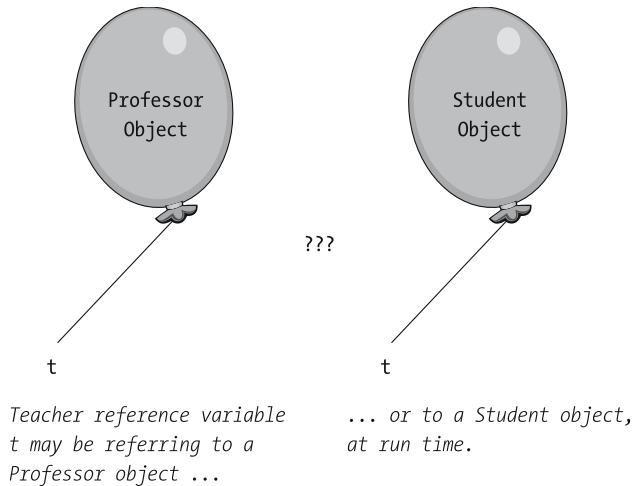 Professor
Object
Student
Object
???
t
t
Teacher reference variable
t may be referring to a
Professor object ...
... or to a Student object,
at run time.